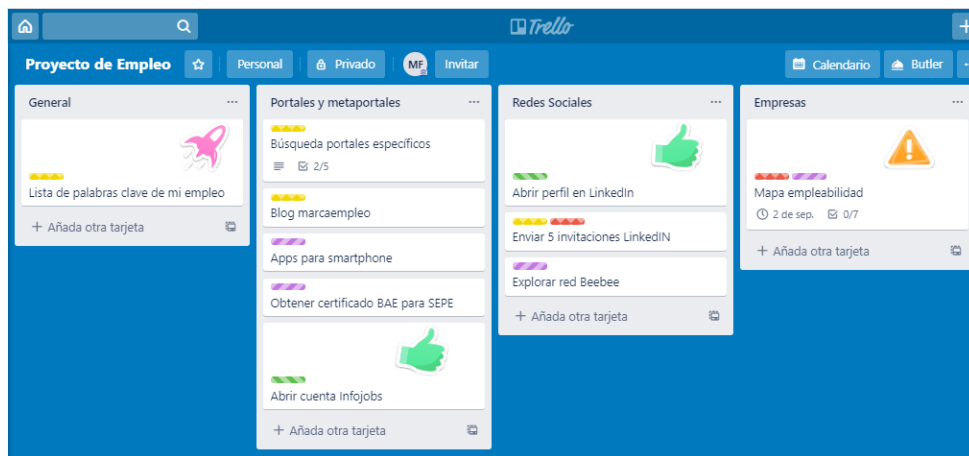 Trello
Proyecto de Empleo
Personal
Privado
MF
Invitar
Calendario
Butler
General
Lista de palabras clave de mi empleo
+ Añada otra tarjeta
Portales y metaportales
Búsqueda portales específicos
2/5
Blog marcaempleo
Apps para smartphone
Obtener certificado BAE para SEPE
Abrir cuenta Infojobs
+ Añada otra tarjeta
Redes Sociales
Abrir perfil en LinkedIn
Enviar 5 invitaciones LinkedIN
Explorar red Beebee
+ Añada otra tarjeta
Empresas
Mapa empleabilidad
2 de sep. 0/7
+ Añada otra tarjeta